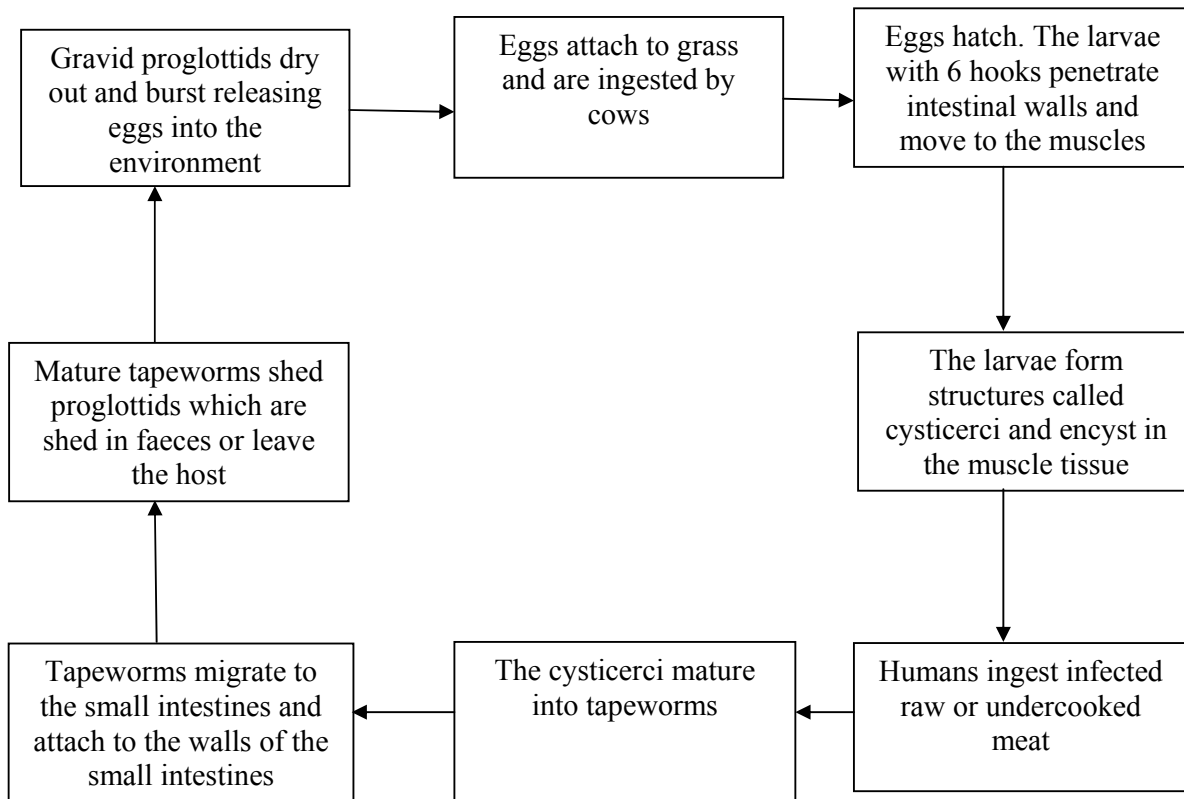 Gravid proglottids dry
out and burst releasing
eggs into the
environment
Eggs attach to grass
and are ingested by
cows
Eggs hatch. The larvae
with 6 hooks penetrate
intestinal walls and
move to the muscles
The larvae form
structures called
cysticerci and encyst in
the muscle tissue
Humans ingest infected
raw or undercooked
meat
The cysticerci mature
into tapeworms
Tapeworms migrate to
the small intestines and
attach to the walls of the
small intestines
Mature tapeworms shed
proglottids which are
shed in faeces or leave
the host